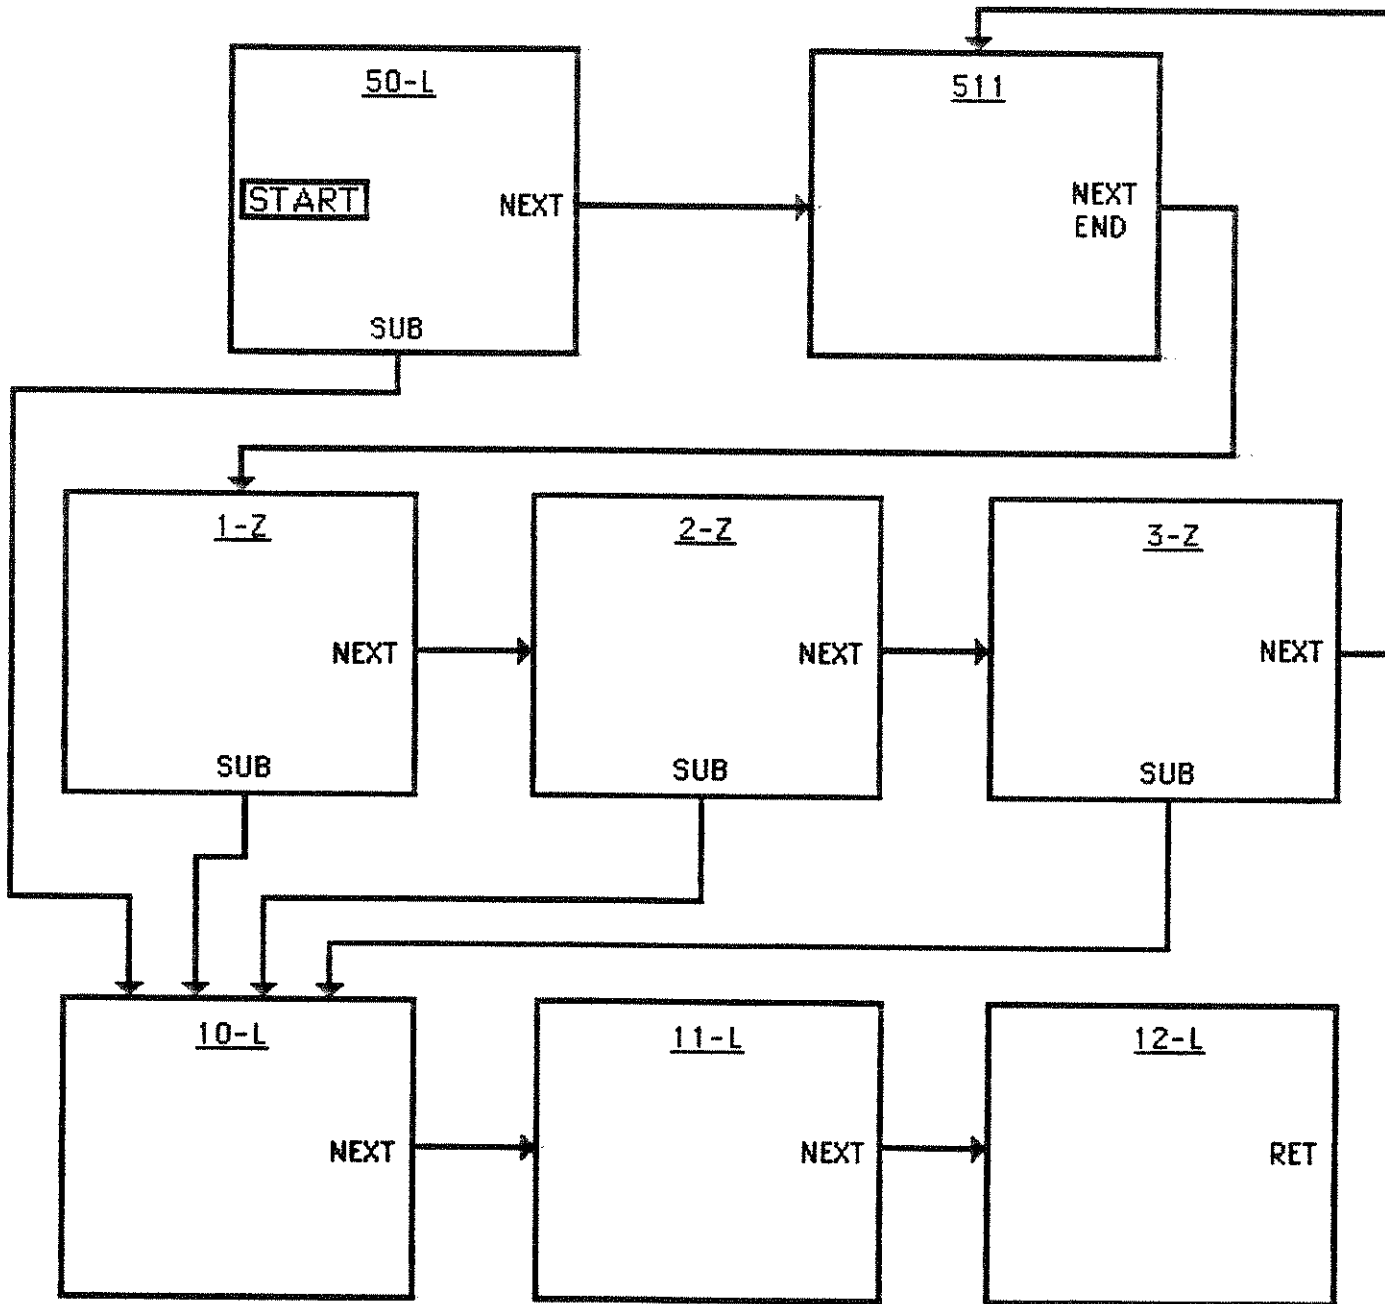 50-L
START
NEXT
SUB
511
NEXT
END
1-Z
NEXT
SUB
2-Z
NEXT
SUB
3-Z
NEXT
SUB
10-L
NEXT
11-L
NEXT
12-L
RET